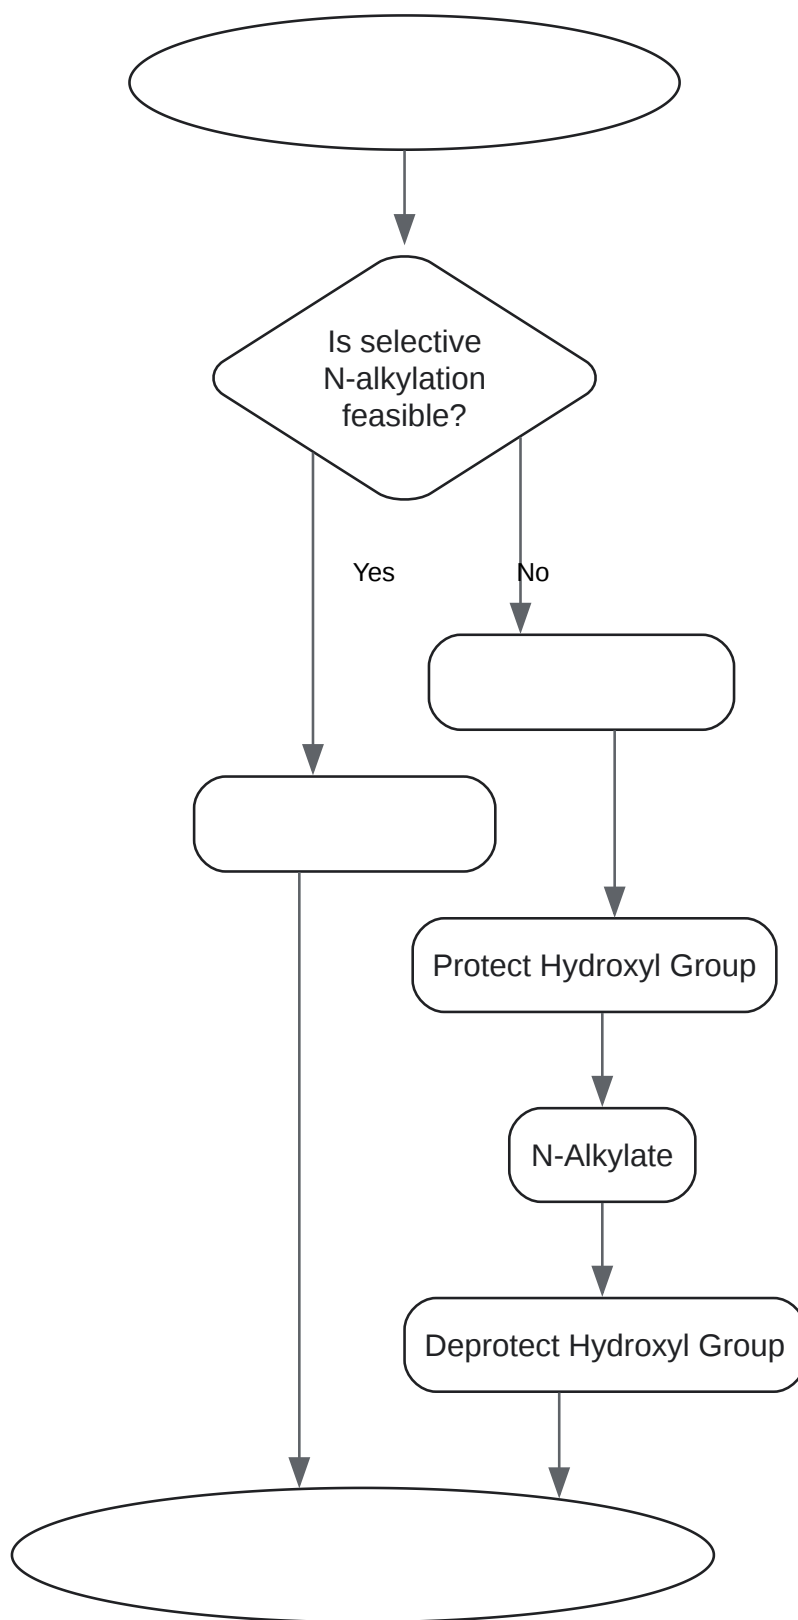 Is selective
N-alkylation
feasible?
Yes
No
Protect Hydroxyl Group
N-Alkylate
Deprotect Hydroxyl Group